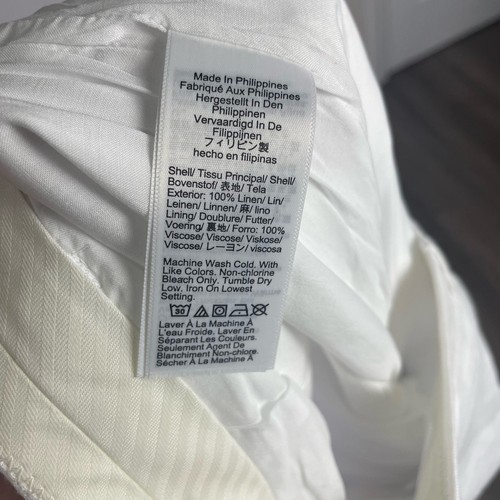 Made In Philippines
Fabriqué Aux Philippines
Hergestellt In Den
Philippinen
Vervaardigd In De
Filippijnen
フィリピン製
hecho en filipinas
Shell/ Tissu Principal/ Shell/
Bovenstof/ 表地/ Tela
Exterior: 100% Linen/ Lin/
Leinen/ Linnen/ 麻/ lino
Lining/ Doublure/ Futter/
Voering/ 裏地/ Forro: 100%
Viscose/ Viscose/ Viskose/
Viscose/ レーヨン/ viscosa
Machine Wash Cold. With
Like Colors. Non-chlorine
Bleach Only. Tumble Dry
Low. Iron On Lowest
Setting.
30
Laver À La Machine À
L'eau Froide. Laver En
Séparant Les Couleurs.
Seulement Agent De
Blanchiment Non-chlore.
Sécher À La Machine À